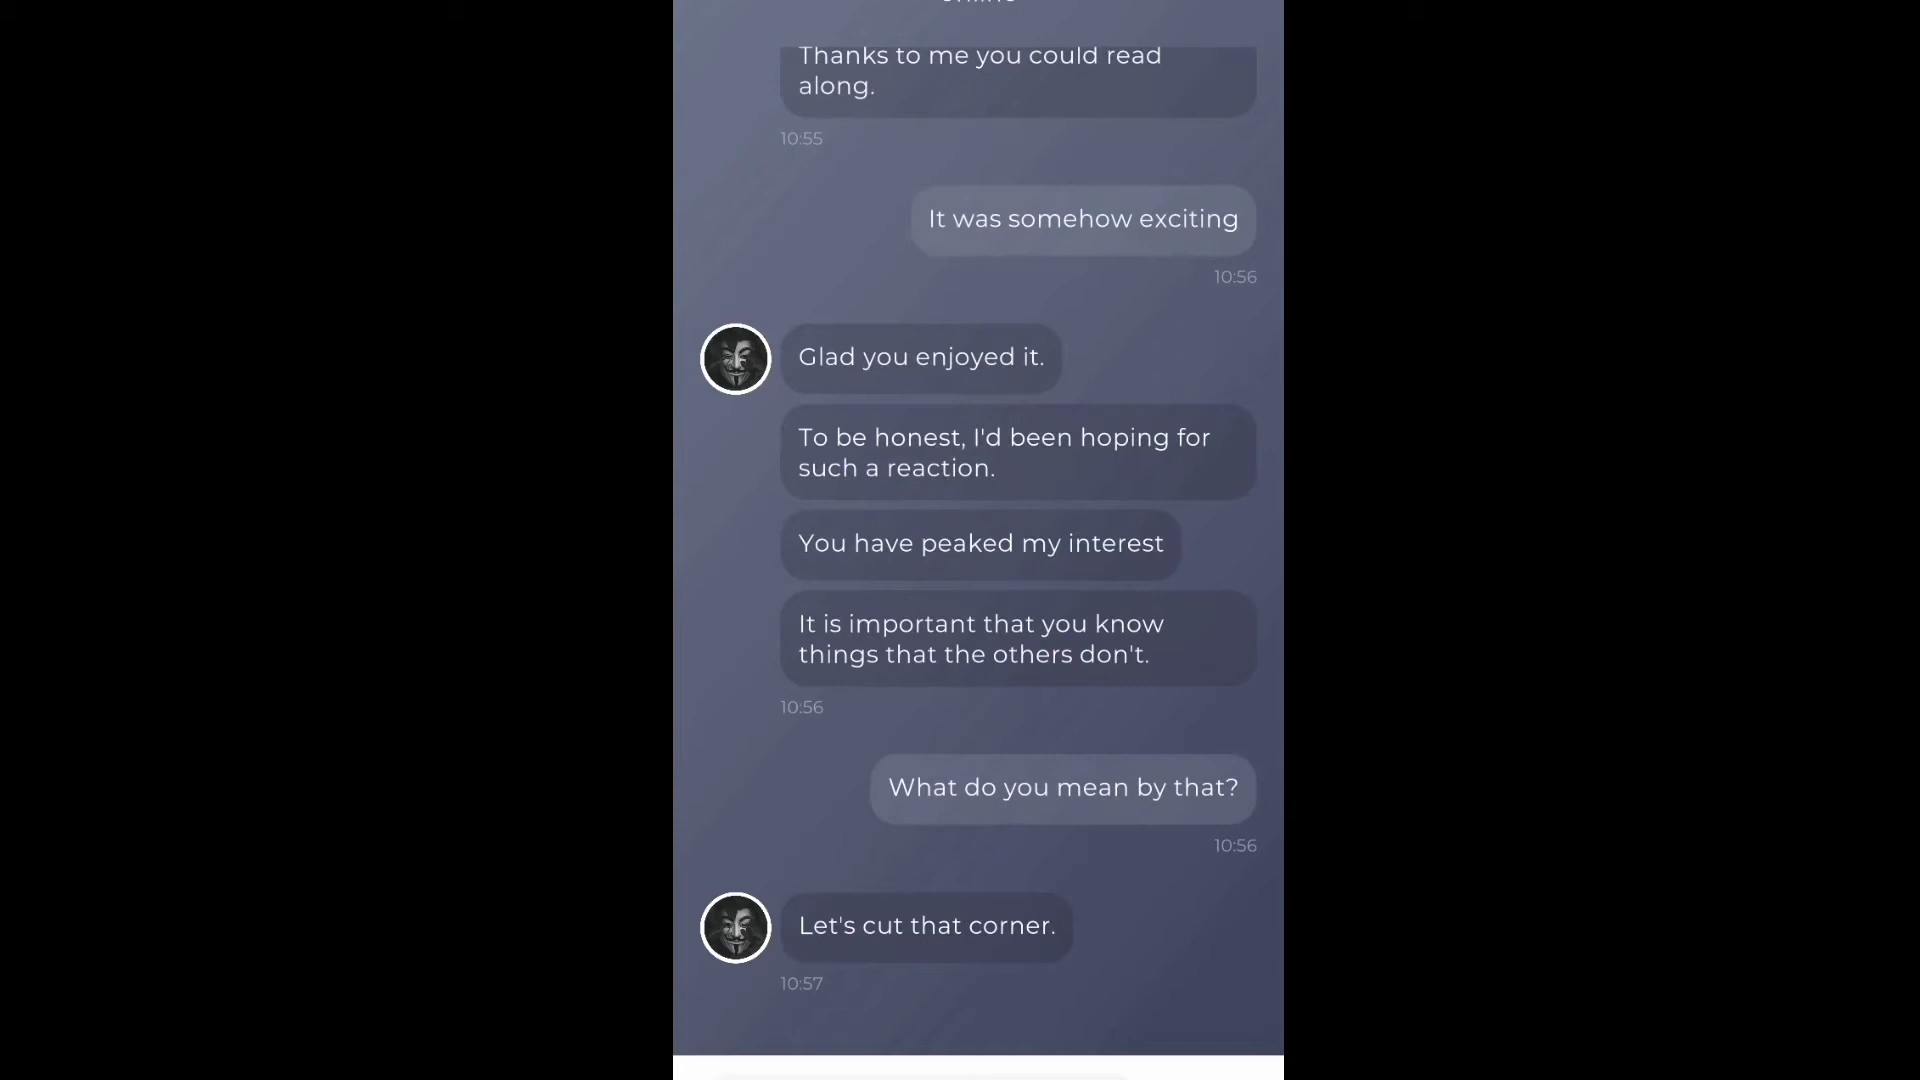 Thanks to me you could read
along.
10:55
It was somehow exciting
10:56
Glad you enjoyed it.
To be honest, I'd been hoping for
such a reaction.
You have peaked my interest
It is important that you know
things that the others don't.
10:56
What do you mean by that?
10:56
Let's cut that corner.
10:57